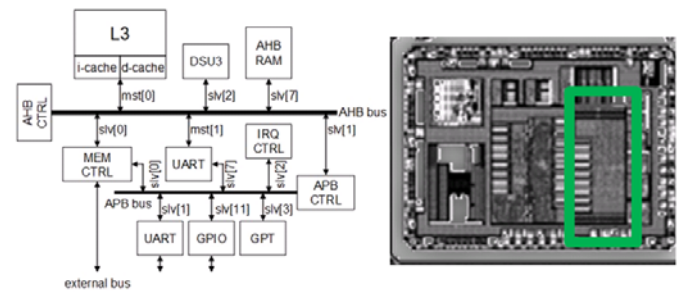 L3
i-cache d-cache
DSU3
AHB
RAM
AHB
CTRL
mst[0]
slv[2]
slv[7]
AHB bus
slv[0]
mst[1]
slv[1]
MEM
CTRL
slv[0]
UART
slv[7]
IRQ
CTRL
slv[2]
APB
CTRL
APB bus
slv[1]
slv[11]
slv[3]
UART
GPIO
GPT
external bus